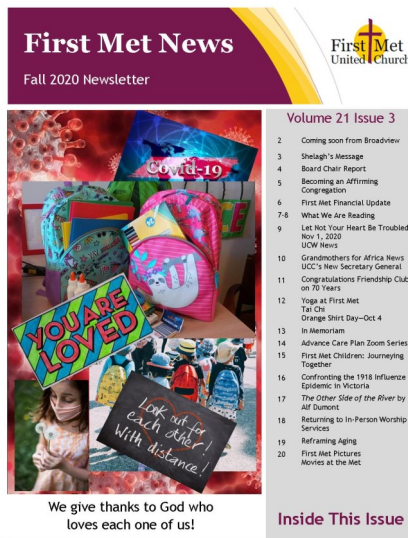 First Met News
Fall 2020 Newsletter
First Met
United Church
Volume 21 Issue 3
2 Coming soon from Broadview
3 Shelagh's Message
4 Board Chair Report
5 Becoming an Affirming
Congregation
6 First Met Financial Update
7-8 What We Are Reading
9 Let Not Your Heart Be Troubled
Nov 1, 2020
UCW News
10 Grandmothers for Africa News
UCC's New Secretary General
11 Congratulations Friendship Club
on 70 Years
12 Yoga at First Met
Tai Chi
Orange Shirt Day—Oct 4
13 In Memoriam
14 Advance Care Plan Zoom Series
15 First Met Children: Journeying
Together
16 Confronting the 1918 Influenze
Epidemic in Victoria
17 The Other Side of the River by
Alf Dumont
18 Returning to In-Person Worship
Services
19 Reframing Aging
20 First Met Pictures
Movies at the Met
Inside This Issue
Covid-19
YOU ARE
LOVED
Look out for
each other!
With distance!
We give thanks to God who
loves each one of us!